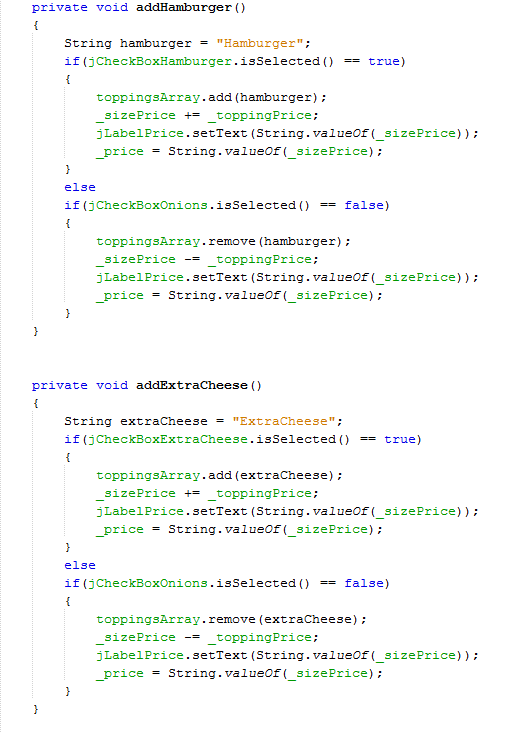 private void addHamburger()
{
String hamburger = "Hamburger";
if(jCheckBoxHamburger.isSelected() == true)
{
toppingsArray.add(hamburger);
_sizePrice += _toppingPrice;
jLabelPrice.setText(String.valueOf(_sizePrice));
_price = String.valueOf(_sizePrice);
}
else
if(jCheckBoxOnions.isSelected() == false)
{
toppingsArray.remove(hamburger);
_sizePrice -= _toppingPrice;
jLabelPrice.setText(String.valueOf(_sizePrice));
_price = String.valueOf(_sizePrice);
}
}
private void addExtraCheese()
{
String extraCheese = "ExtraCheese";
if(jCheckBoxExtraCheese.isSelected() == true)
{
toppingsArray.add(extraCheese);
_sizePrice += _toppingPrice;
jLabelPrice.setText(String.valueOf(_sizePrice));
_price = String.valueOf(_sizePrice);
}
else
if(jCheckBoxOnions.isSelected() == false)
{
toppingsArray.remove(extraCheese);
_sizePrice -= _toppingPrice;
jLabelPrice.setText(String.valueOf(_sizePrice));
_price = String.valueOf(_sizePrice);
}
}